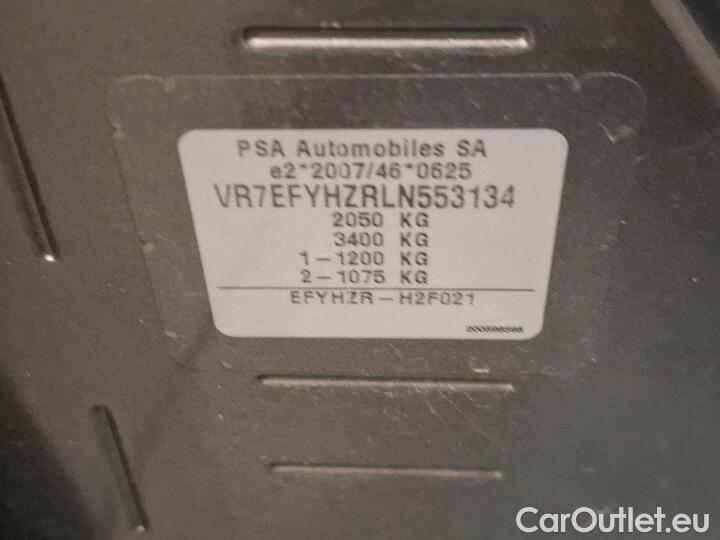 PSA Automobiles SA
e2*2007/46*0625
VR7EFYHZRLN553134
2050 KG
3400 KG
1-1200 KG
2-1075 KG
EFYHZR-H2F021
CarOutlet.eu